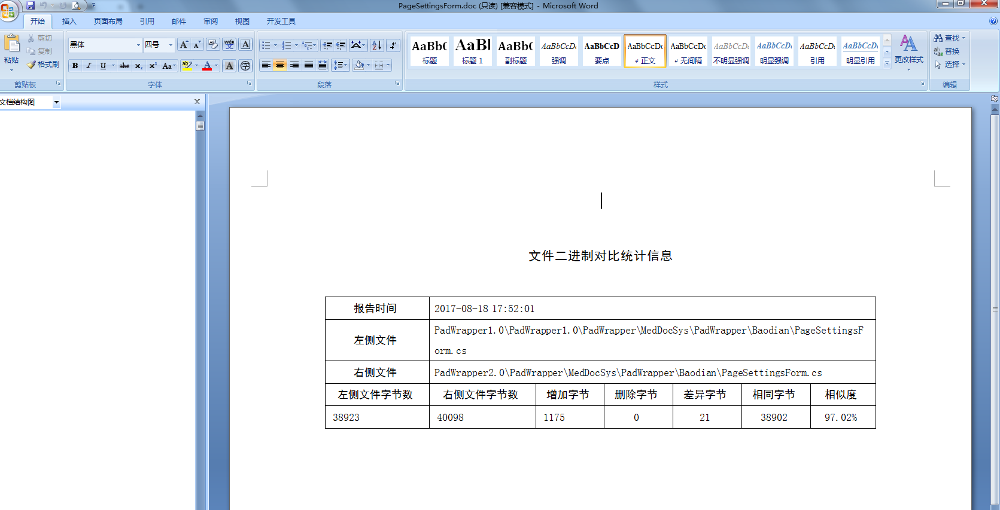 PageSettingsForm.doc (只读) [兼容模式] - Microsoft Word
开始 插入 页面布局 引用 邮件 审阅 视图 开发工具
粘贴
剪切
复制
格式刷
剪贴板
黑体 四号
字体
段落
AaBbC AaBl AaBbC AaBbCcD AaBbCcD AaBbCcDc AaBbCcDc AaBbCcD AaBbCcD AaBbCcD AaBbCcD
标题 标题 1 副标题 强调 要点 正文 无间隔 不明显强调 明显强调 引用 明显引用
更改样式
样式
查找
替换
选择
编辑
文档结构图
文件二进制对比统计信息
报告时间 2017-08-18 17:52:01
左侧文件 PadWrapper1.0\PadWrapper1.0\PadWrapper\MedDocSys\PadWrapper\Baodian\PageSettingsF
orm.cs
右侧文件 PadWrapper2.0\PadWrapper\MedDocSys\PadWrapper\Baodian\PageSettingsForm.cs
左侧文件字节数 右侧文件字节数 增加字节 删除字节 差异字节 相同字节 相似度
38923 40098 1175 0 21 38902 97.02%